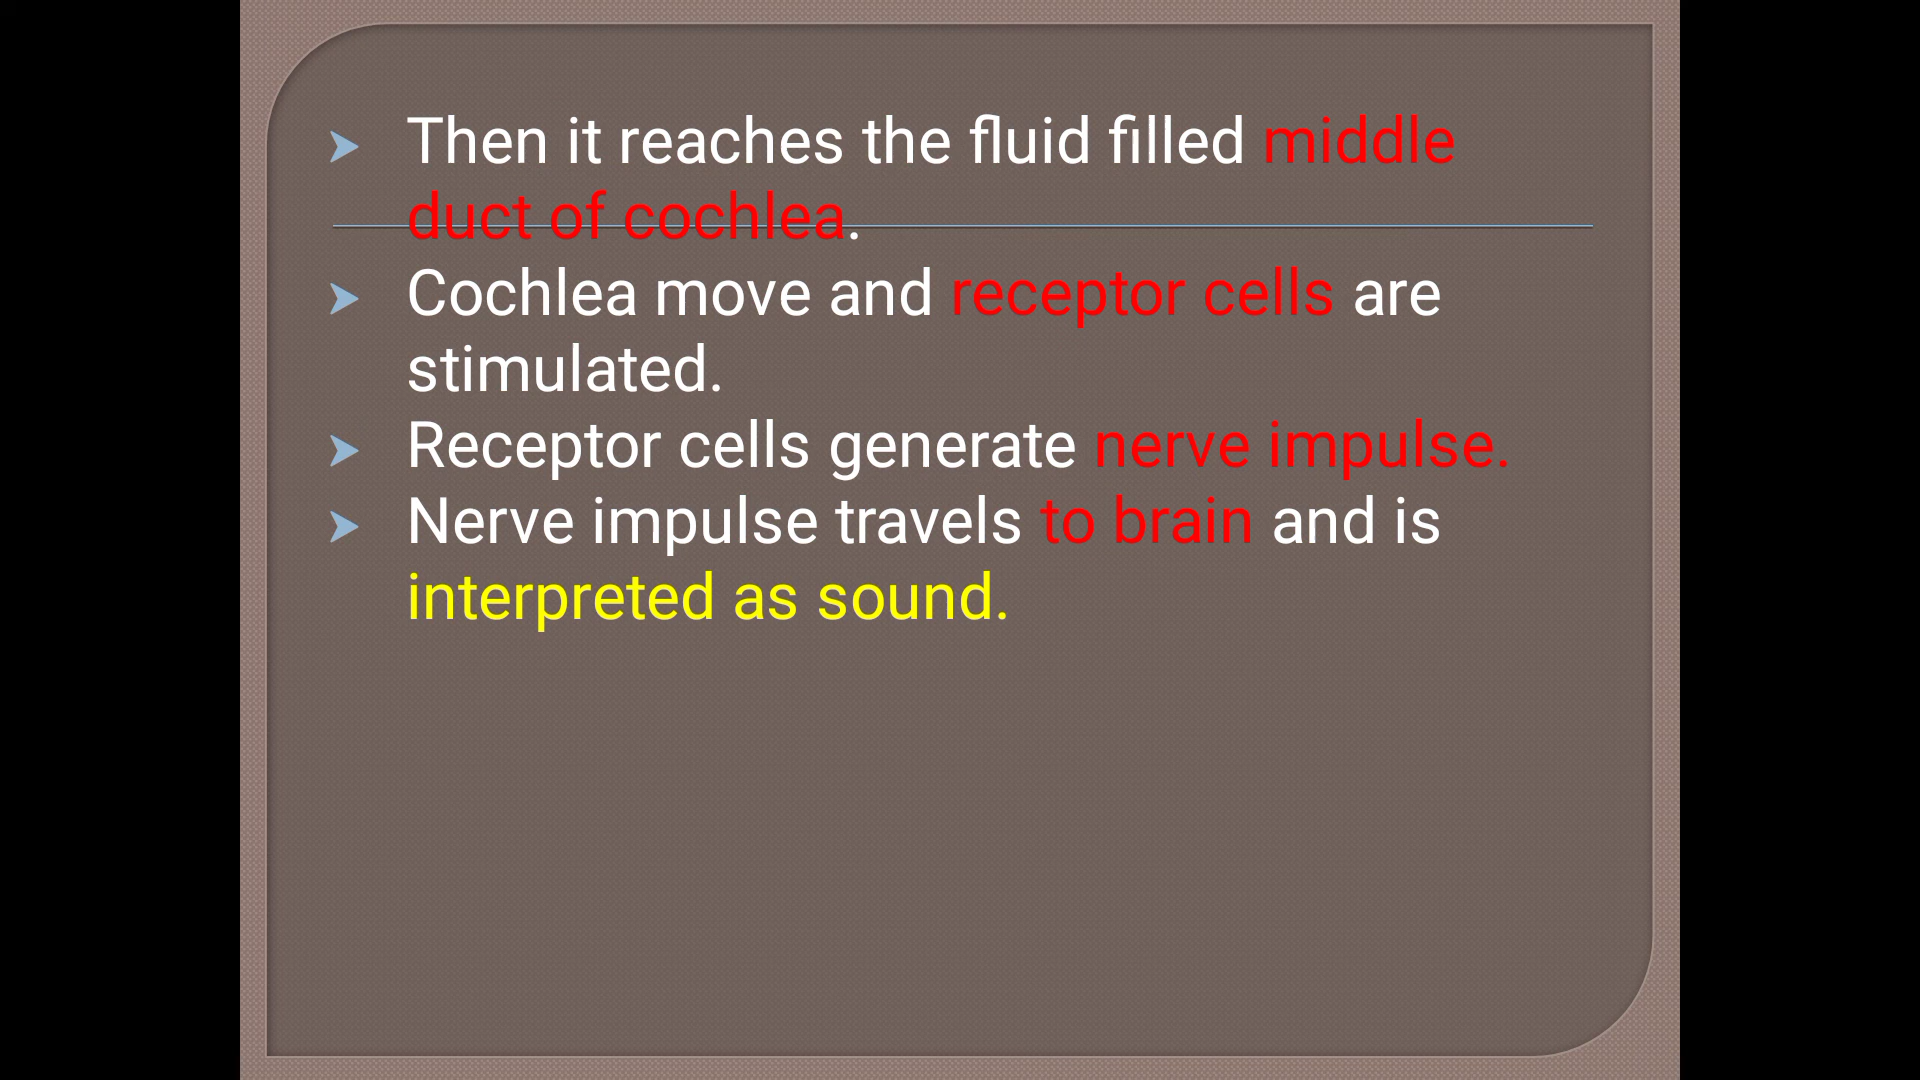 Then it reaches the fluid filled middle
duct of cochlea.
Cochlea move and receptor cells are
stimulated.
Receptor cells generate nerve impulse.
Nerve impulse travels to brain and is
interpreted as sound.